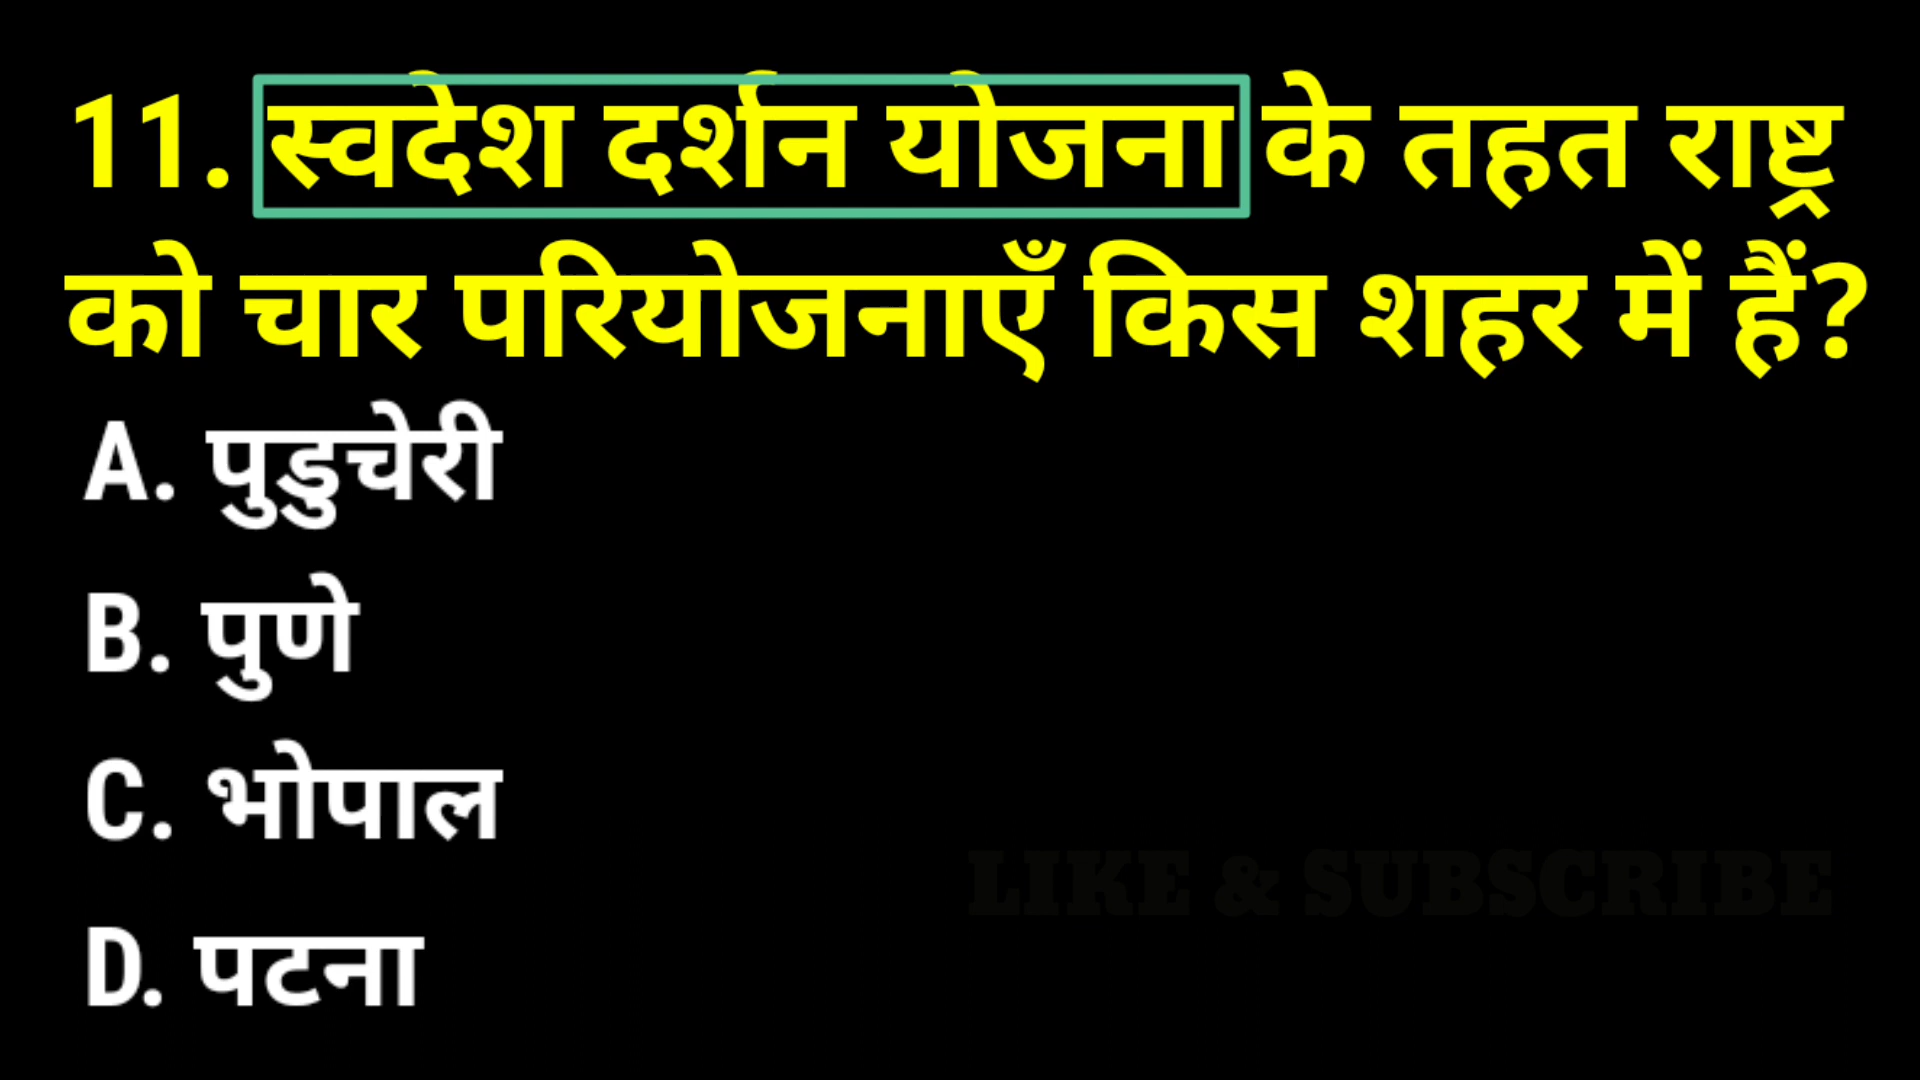 11. स्वदेश दर्शन योजना के तहत राष्ट्र
को चार परियोजनाएँ किस शहर में हैं?
A. पुडुचेरी
B. पुणे
C. भोपाल
LIKE & SUBSCRIBE
D. पटना